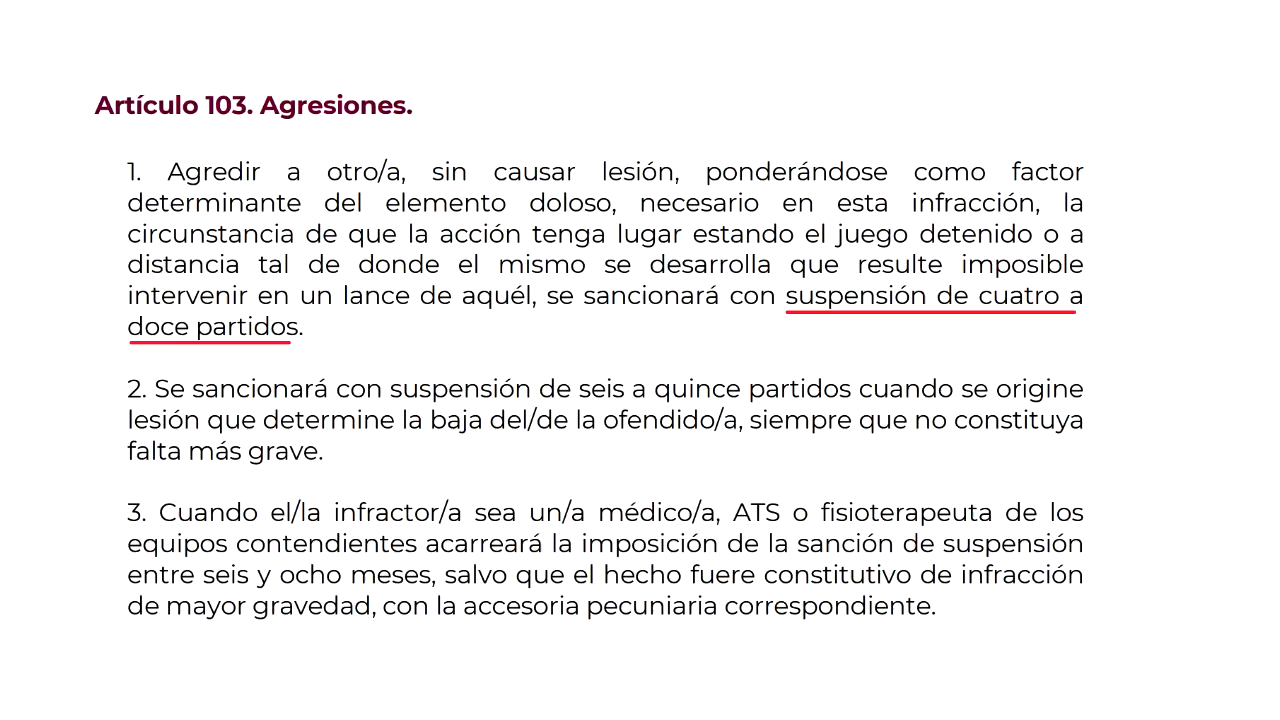 Artículo 103. Agresiones.
1. Agredir a otro/a, sin causar lesión, ponderándose como factor
determinante del elemento doloso, necesario en esta infracción, la
circunstancia de que la acción tenga lugar estando el juego detenido o a
distancia tal de donde el mismo se desarrolla que resulte imposible
intervenir en un lance de aquél, se sancionará con suspensión de cuatro a
doce partidos.
2. Se sancionará con suspensión de seis a quince partidos cuando se origine
lesión que determine la baja del/de la ofendido/a, siempre que no constituya
falta más grave.
3. Cuando el/la infractor/a sea un/a médico/a, ATS o fisioterapeuta de los
equipos contendientes acarreará la imposición de la sanción de suspensión
entre seis y ocho meses, salvo que el hecho fuere constitutivo de infracción
de mayor gravedad, con la accesoria pecuniaria correspondiente.